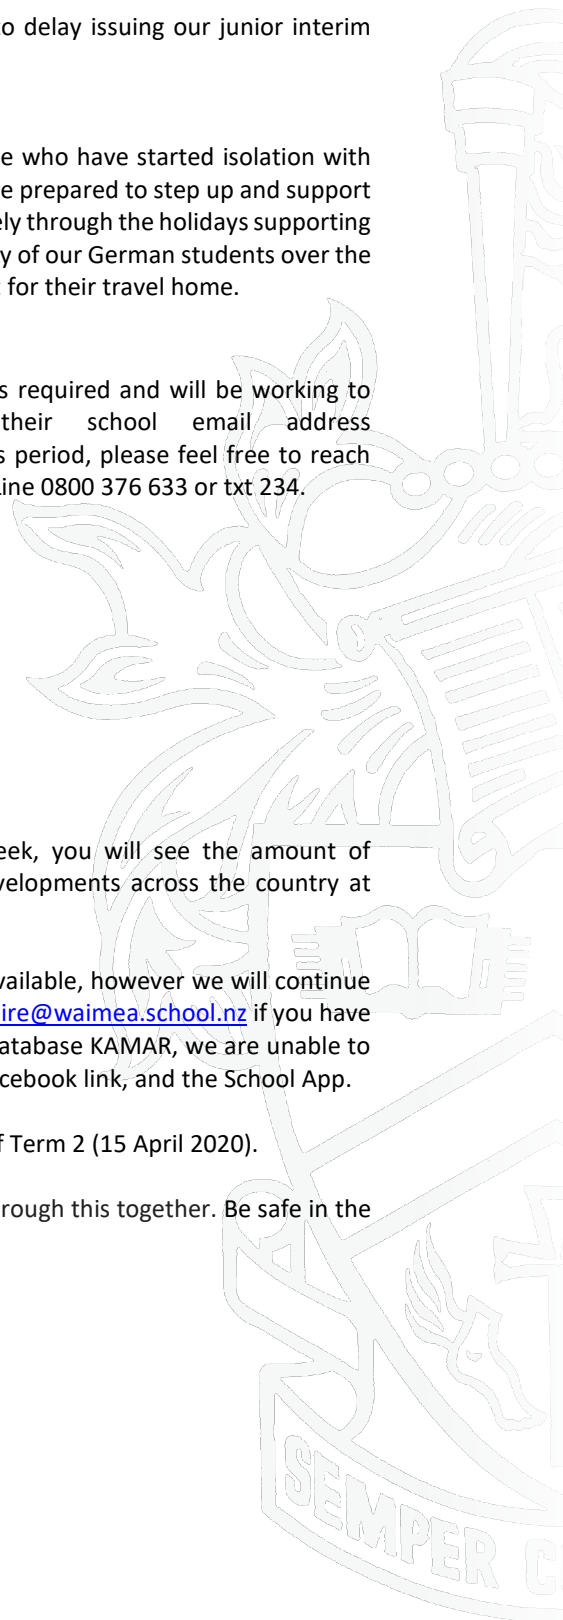 to delay issuing our junior interim
e who have started isolation with
e prepared to step up and support
ely through the holidays supporting
y of our German students over the
t for their travel home.
s required and will be working to
their school email address
s period, please feel free to reach
Line 0800 376 633 or txt 234.
eek, you will see the amount of
velopments across the country at
vailable, however we will continue
ire@waimea.school.nz if you have
atabase KAMAR, we are unable to
cebook link, and the School App.
f Term 2 (15 April 2020).
rough this together. Be safe in the
SEMPER